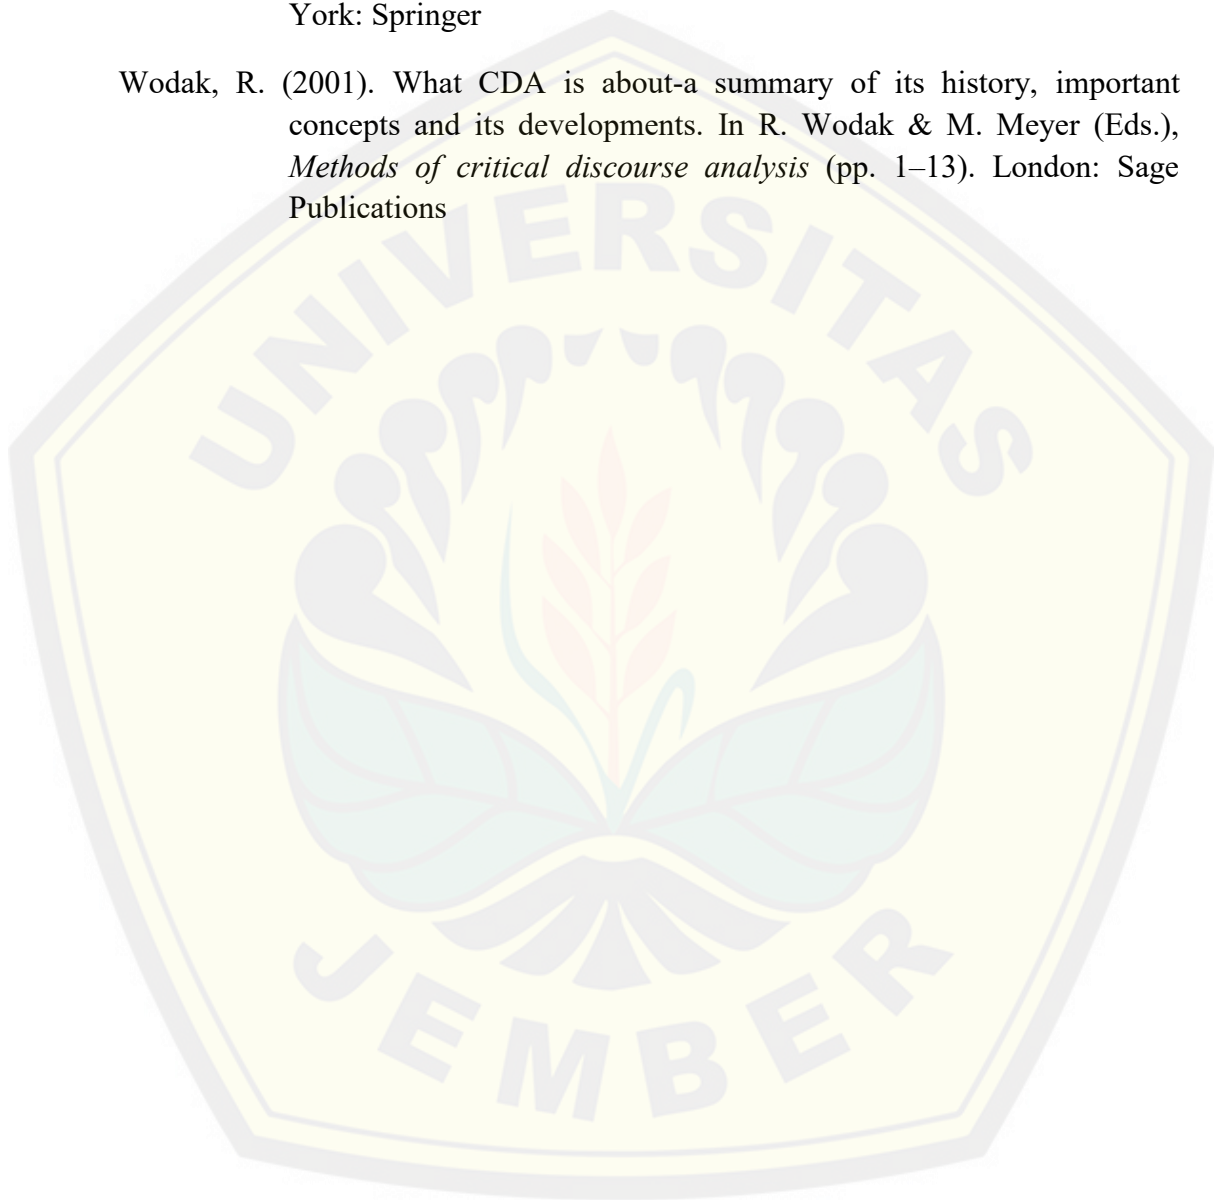 York: Springer
Wodak, R. (2001). What CDA is about-a summary of its history, important
concepts and its developments. In R. Wodak & M. Meyer (Eds.),
Methods of critical discourse analysis (pp. 1–13). London: Sage
Publications
UNIVERSITAS
JEMBER